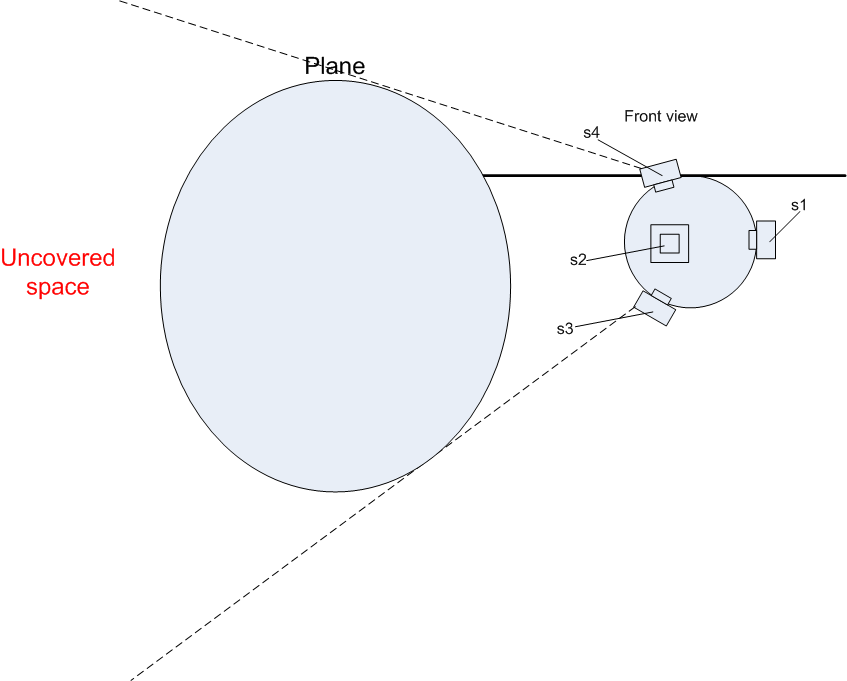 Plane
Front view
s4
s1
s2
Uncovered
space
s3